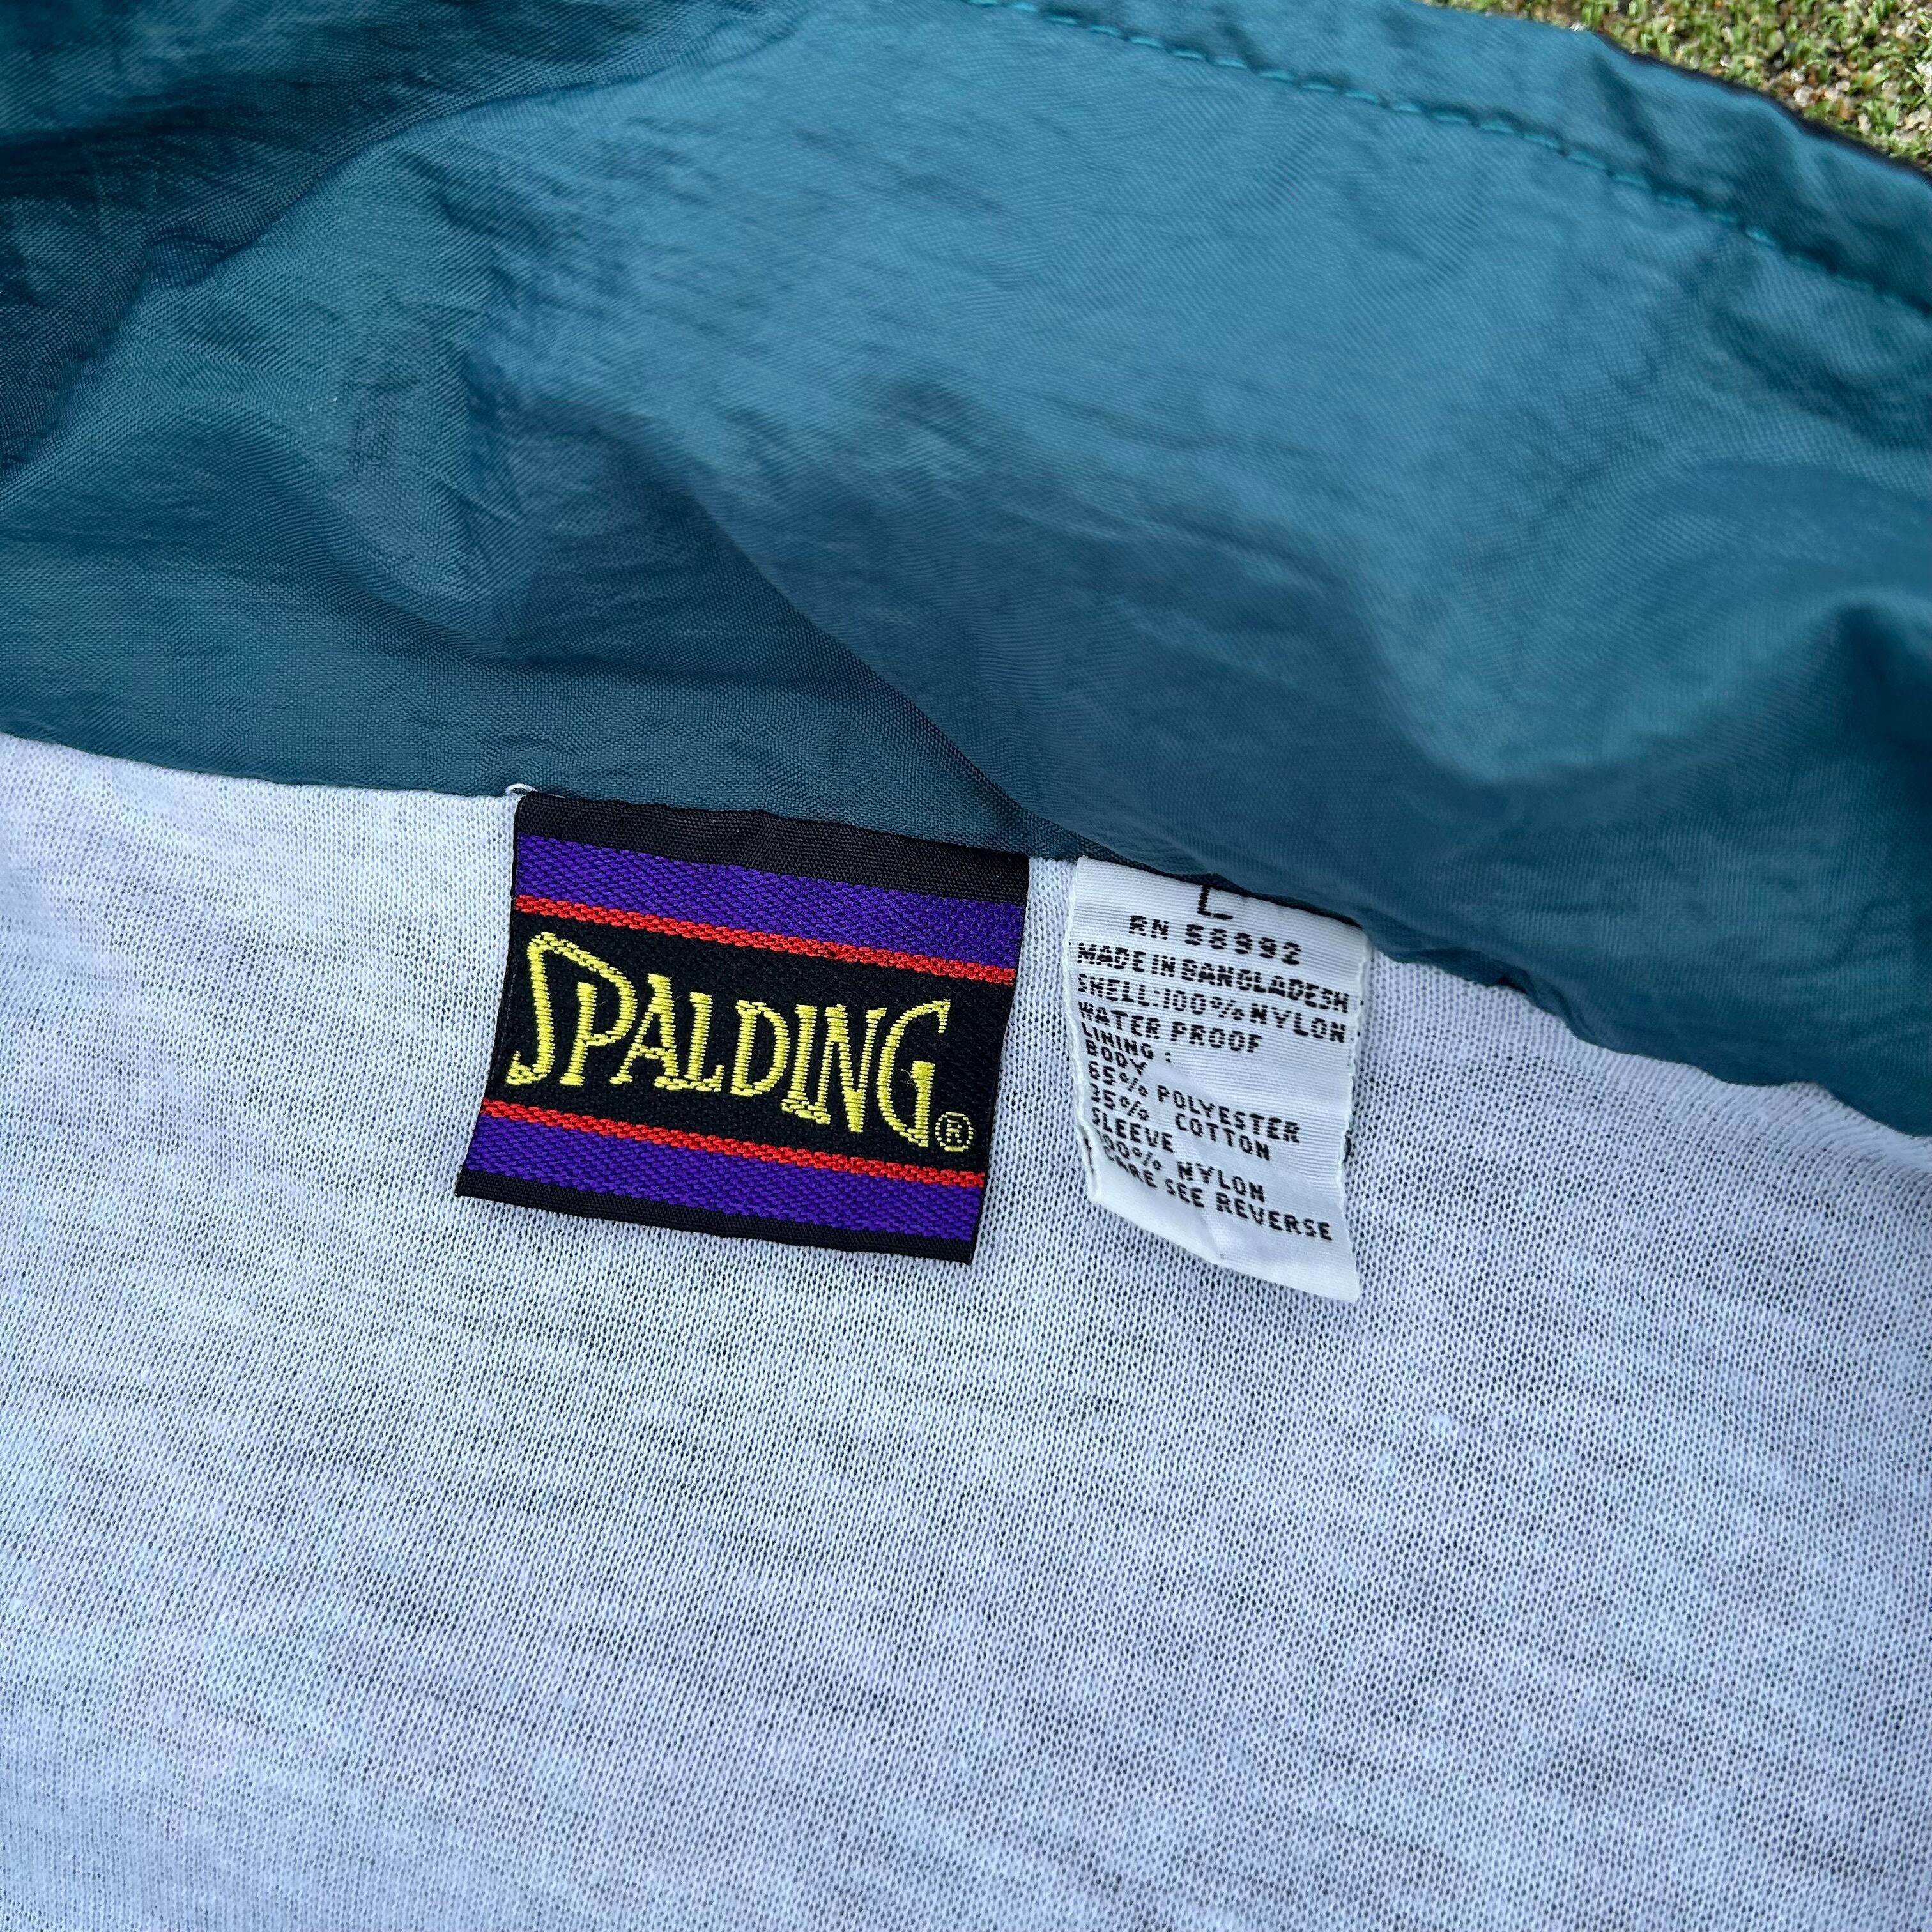 SPALDING®
L
RN 58992
MADE IN BANGLADESH
SHELL:100% NYLON
WATER PROOF
LINING :
BODY
65% POLYESTER
35% COTTON
SLEEVE
100% NYLON
CARE SEE REVERSE